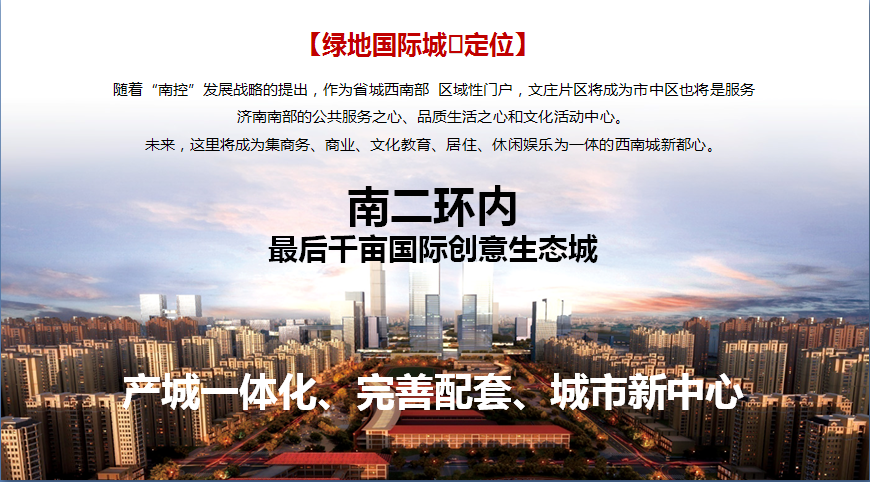 【绿地国际城▯定位】
随着“南控”发展战略的提出，作为省城西南部 区域性门户，文庄片区将成为市中区也将是服务
济南南部的公共服务之心、品质生活之心和文化活动中心。
未来，这里将成为集商务、商业、文化教育、居住、休闲娱乐为一体的西南城新都心。
南二环内
最后千亩国际创意生态城
产城一体化、完善配套、城市新中心